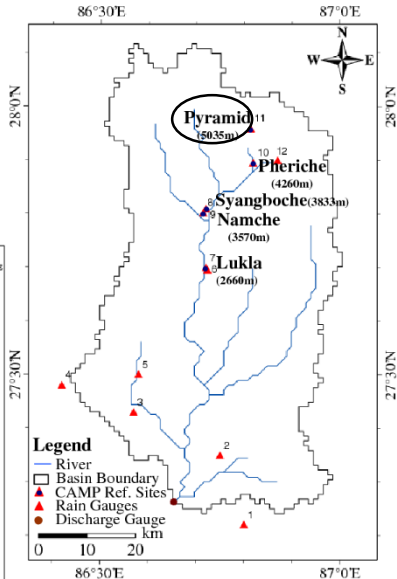 86°30'E 87°0'E
N
W E
S
28°0'N 28°0'N
Pyramid 11
(5035m)
10 12
Pheriche
(4260m)
8 Syangboche(3833m)
9 Namche
(3570m)
7 Lukla
6 (2660m)
27°30'N 27°30'N
4 5
3
2
1
Legend
River
Basin Boundary
CAMP Ref. Sites
Rain Gauges
Discharge Gauge
km
0 10 20
86°30'E 87°0'E